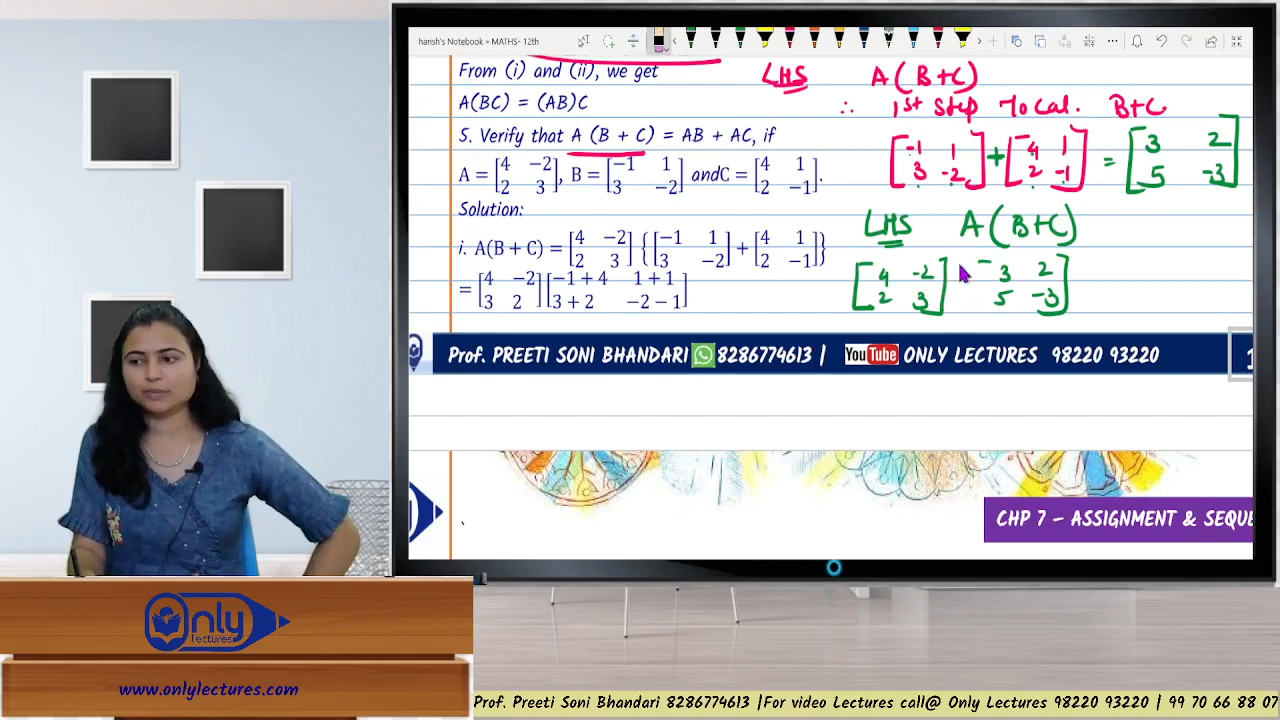 harish's Notebook » MATHS- 12th
From (i) and (ii), we get
A(BC) = (AB)C
5. Verify that A (B + C) = AB + AC, if
A = [4 −2 / 2 3], B = [−1 1 / 3 −2] andC = [4 1 / 2 −1].
Solution:
i. A(B + C) = [4 −2 / 2 3] {[−1 1 / 3 −2] + [4 1 / 2 −1]}
= [4 −2 / 3 2] [−1 + 4 1 + 1 / 3 + 2 −2 − 1]
LHS A(B+C)
∴ 1st Step To Cal. B+C
[-1 1 / 3 -2] + [4 1 / 2 -1] = [3 2 / 5 -3]
LHS A(B+C)
[4 -2 / 2 3] 3 2 / 5 -3]
Prof. PREETI SONI BHANDARI 8286774613 | YouTube ONLY LECTURES 98220 93220
1
CHP 7 – ASSIGNMENT & SEQUE
Only
lectures
www.onlylectures.com
Prof. Preeti Soni Bhandari 8286774613 |For video Lectures call@ Only Lectures 98220 93220 | 99 70 66 88 07